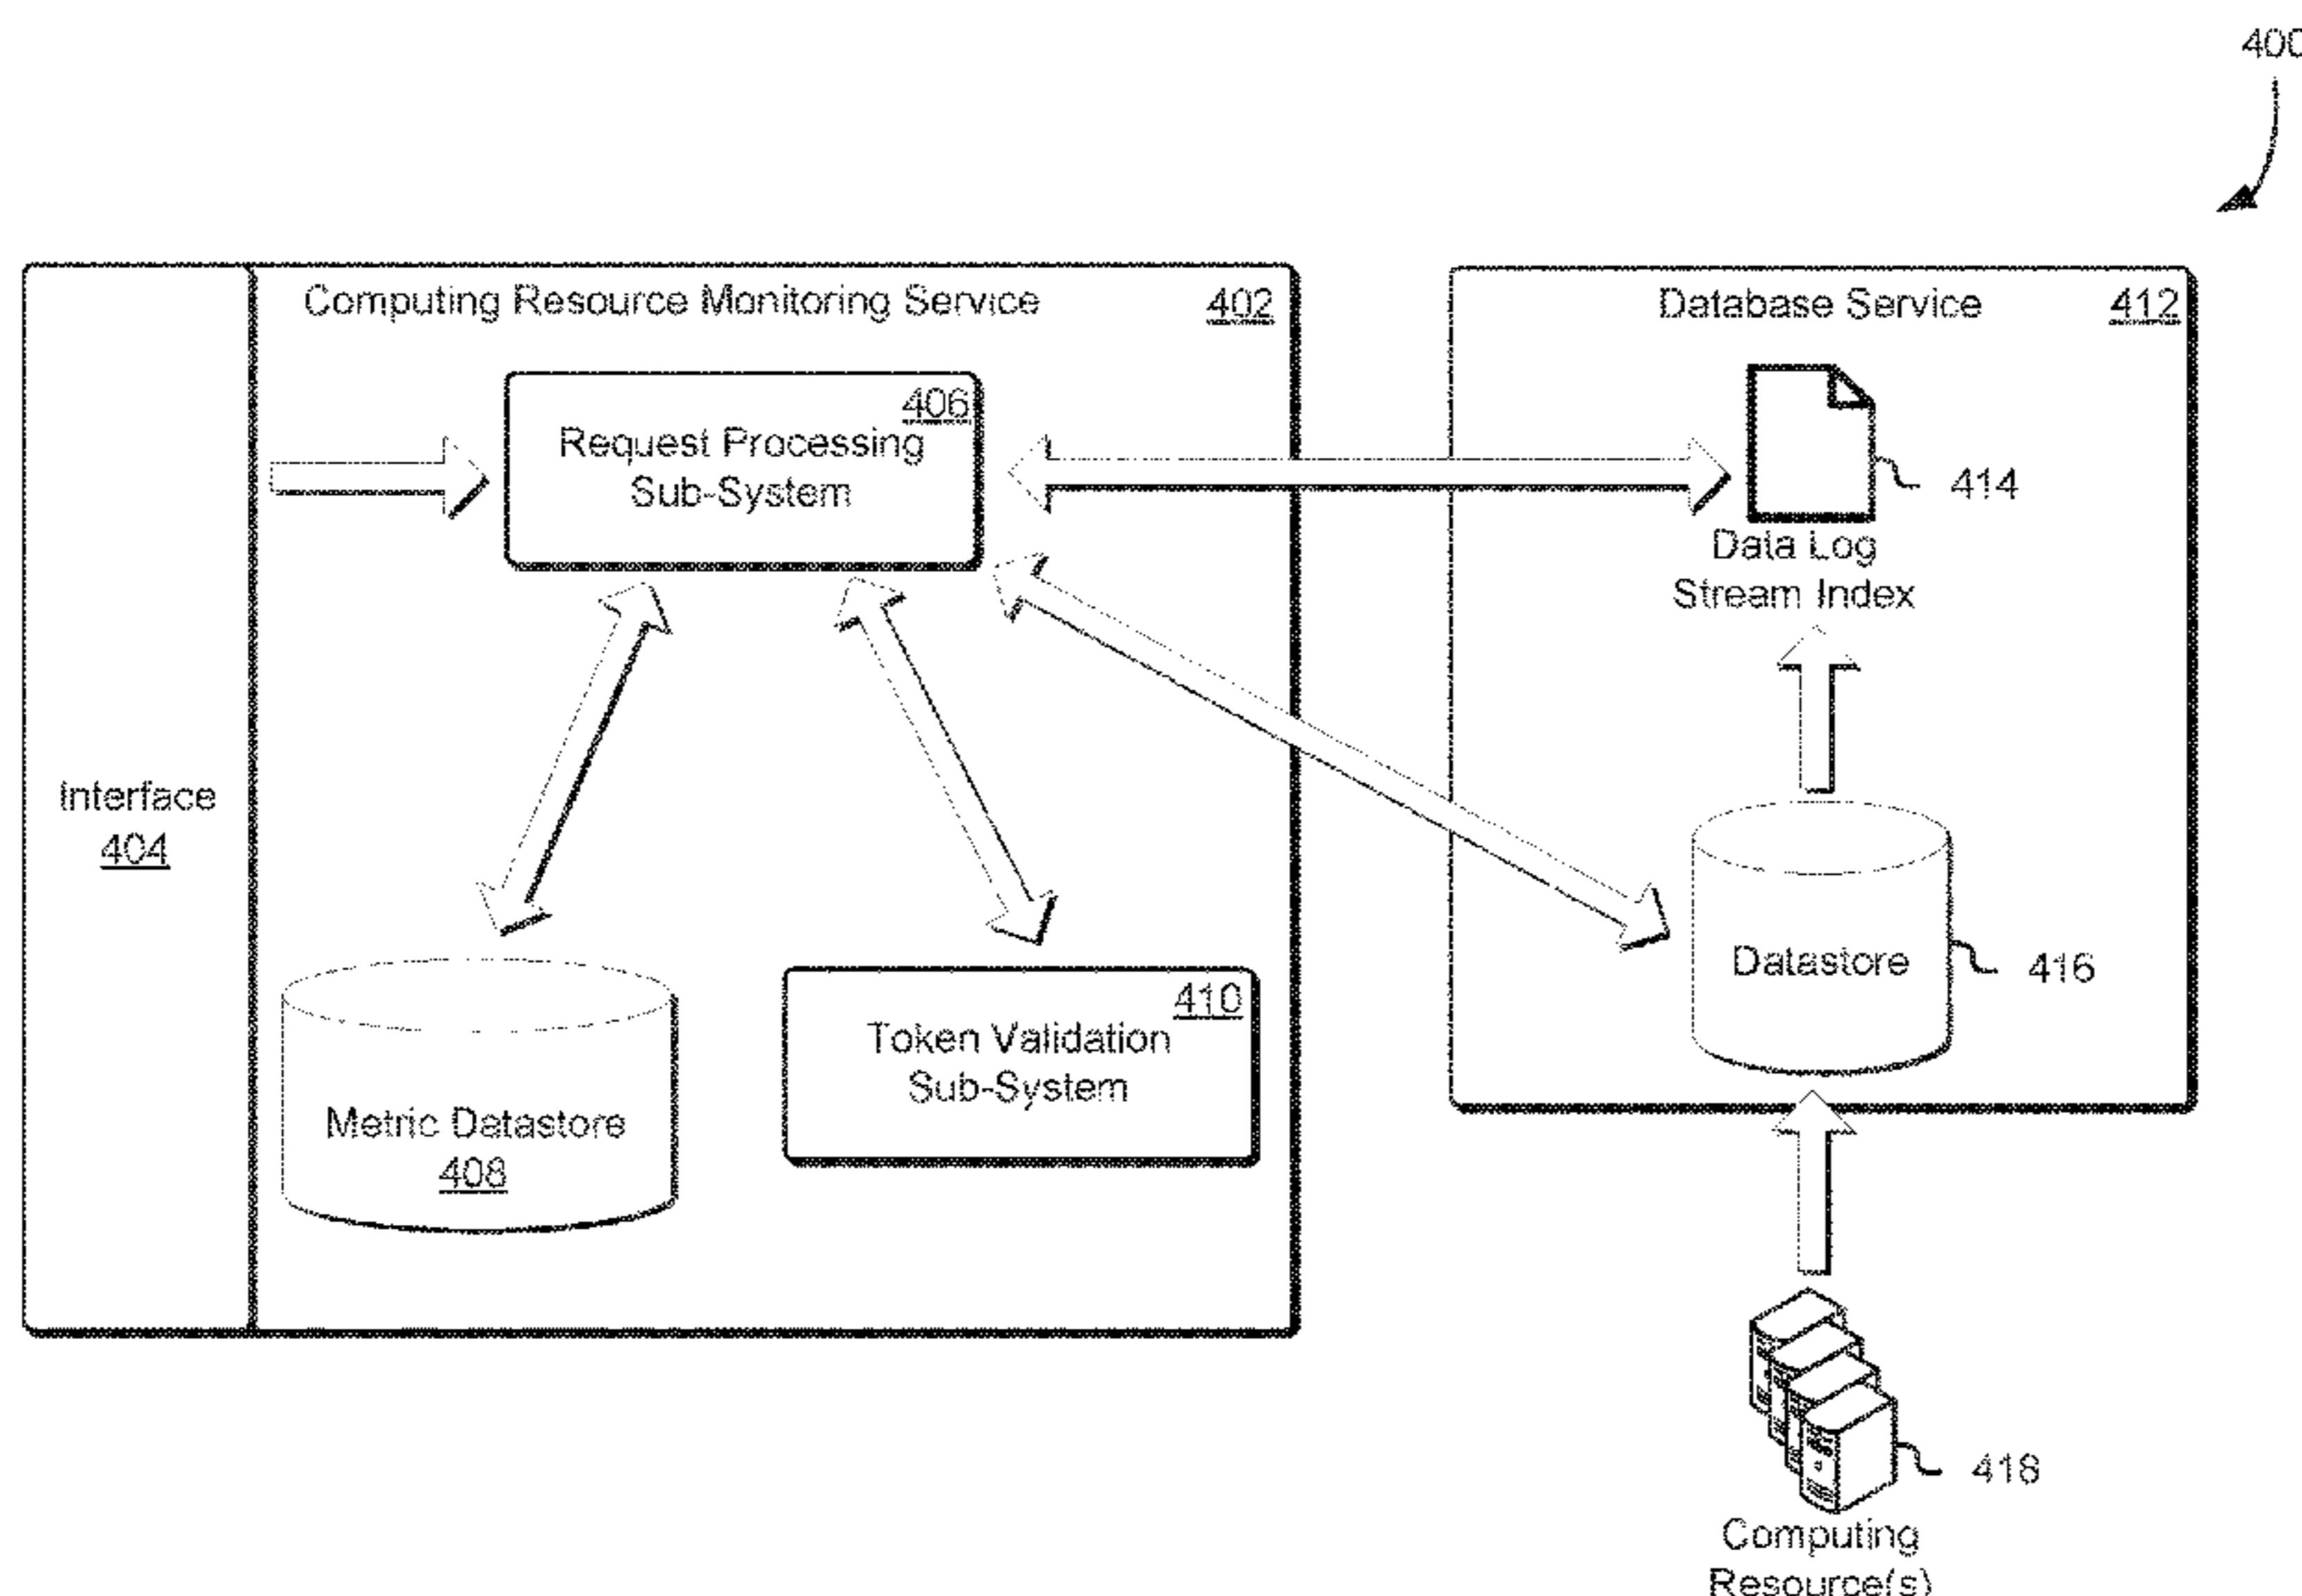 400
Computing Resource Monitoring Service
402
Database Service
412
406
Request Processing
Sub-System
414
Data Log
Stream Index
Interface
404
Datastore
416
410
Token Validation
Sub-System
Metric Datastore
408
418
Computing
Resource(s)